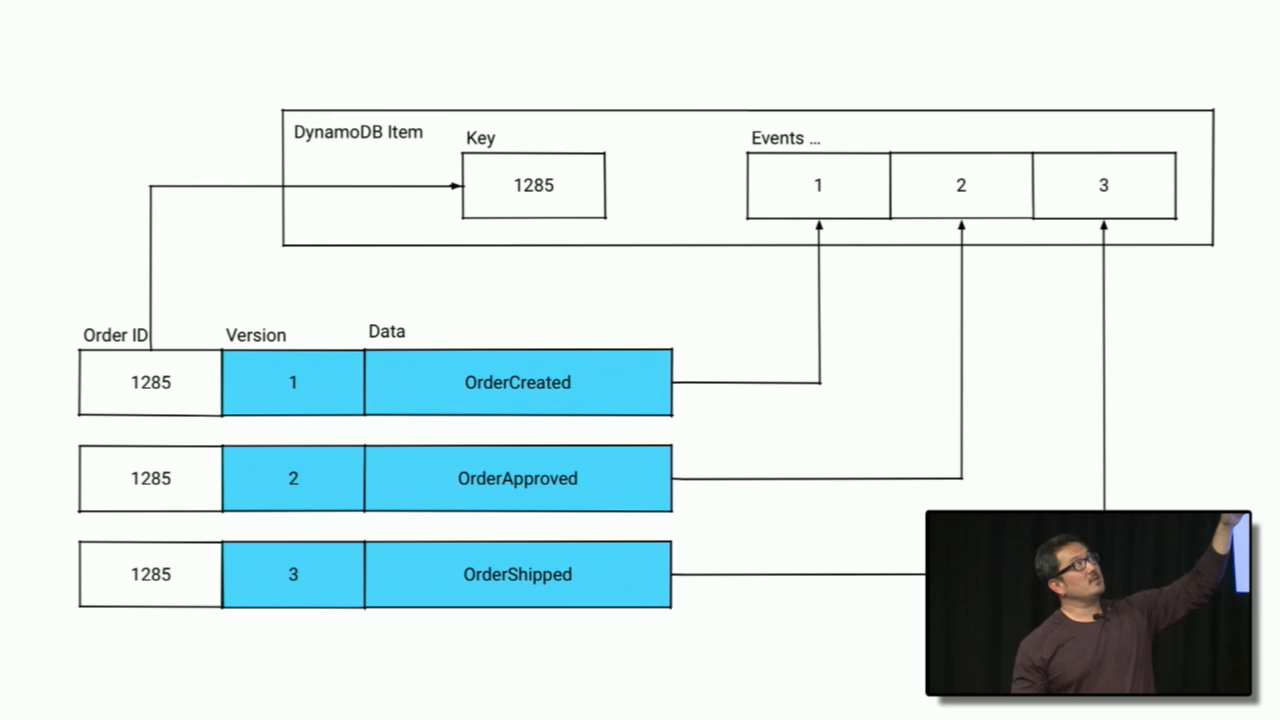 DynamoDB Item
Key
Events ...
1285
1
2
3
Order ID
Version
Data
1285
1
OrderCreated
1285
2
OrderApproved
1285
3
OrderShipped